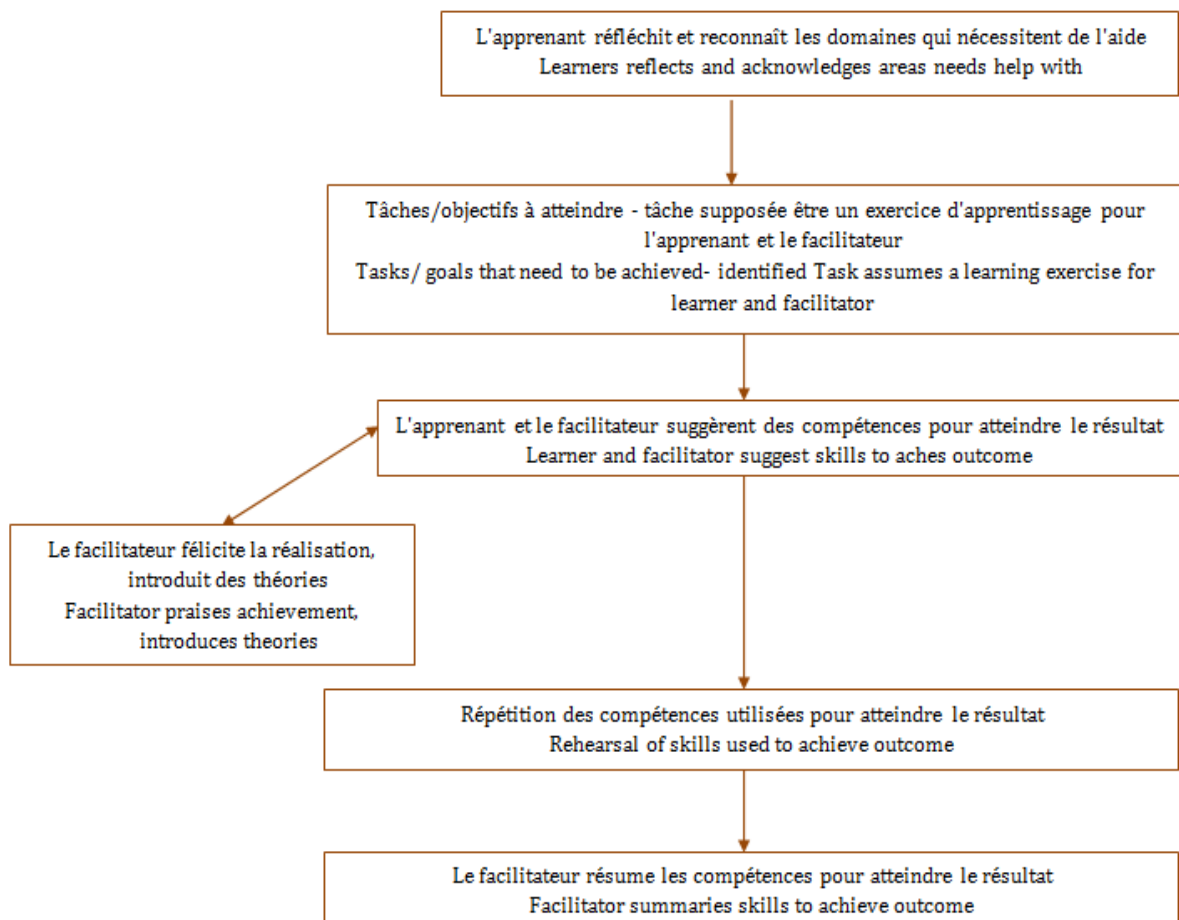 L'apprenant réfléchit et reconnaît les domaines qui nécessitent de l'aide
Learners reflects and acknowledges areas needs help with
Tâches/objectifs à atteindre - tâche supposée être un exercice d'apprentissage pour
l'apprenant et le facilitateur
Tasks/ goals that need to be achieved- identified Task assumes a learning exercise for
learner and facilitator
L'apprenant et le facilitateur suggèrent des compétences pour atteindre le résultat
Learner and facilitator suggest skills to aches outcome
Le facilitateur félicite la réalisation,
introduit des théories
Facilitator praises achievement,
introduces theories
Répétition des compétences utilisées pour atteindre le résultat
Rehearsal of skills used to achieve outcome
Le facilitateur résume les compétences pour atteindre le résultat
Facilitator summaries skills to achieve outcome